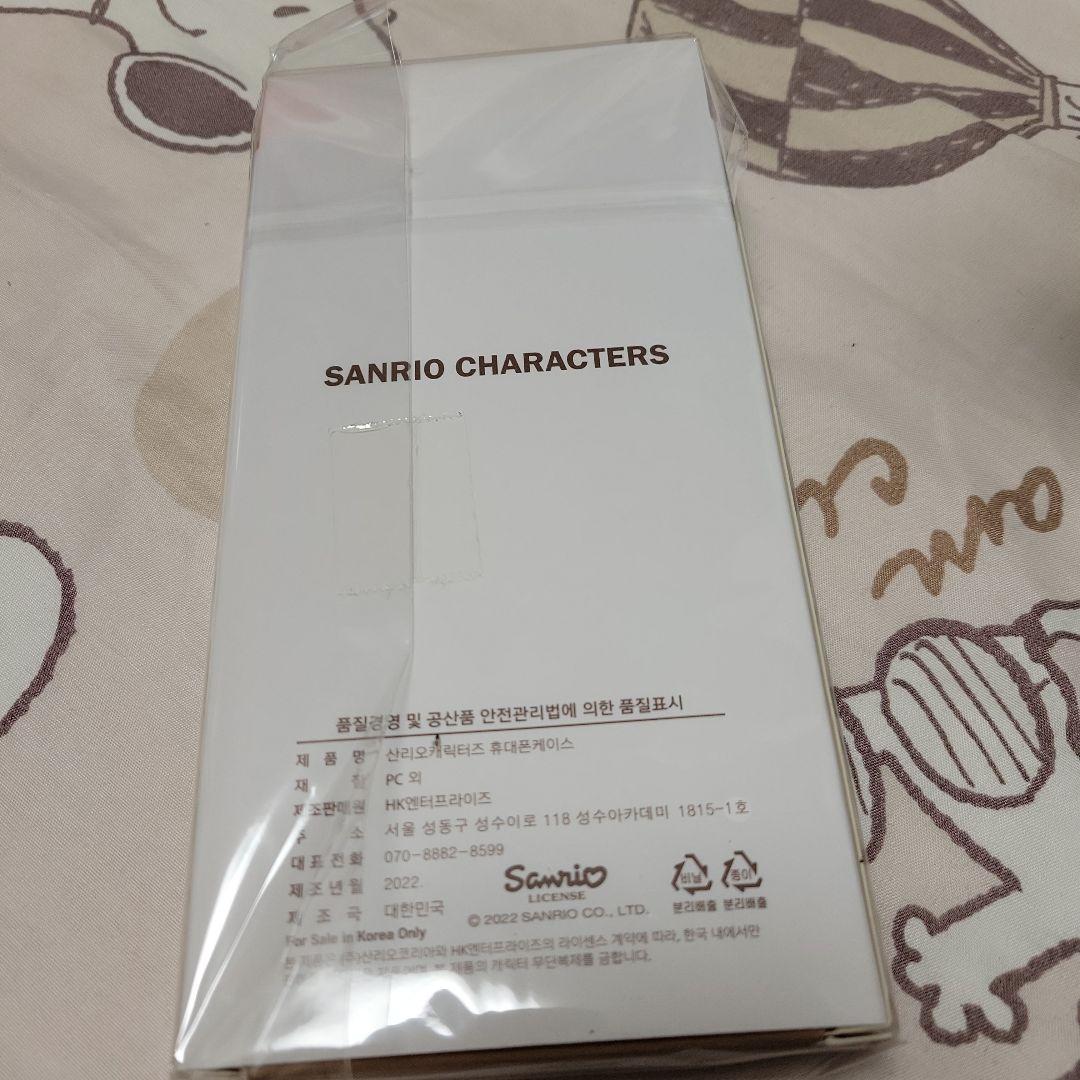 SANRIO CHARACTERS
품질경영 및 공산품 안전관리법에 의한 품질표시
제 품 명 산리오캐릭터즈 휴대폰케이스
재 질 PC 외
제조판매원 HK엔터프라이즈
주 소 서울 성동구 성수이로 118 성수아카데미 1815-1호
대표전화 070-8882-8599
제조년월 2022.
제 조 국 대한민국
Sanrio
LICENSE
비닐 종이
분리배출 분리배출
© 2022 SANRIO CO., LTD.
For Sale in Korea Only
본 제품은 (주)산리오코리아와 HK엔터프라이즈의 라이센스 계약에 따라, 한국 내에서만
본 제품의 캐릭터 무단복제를 금합니다.